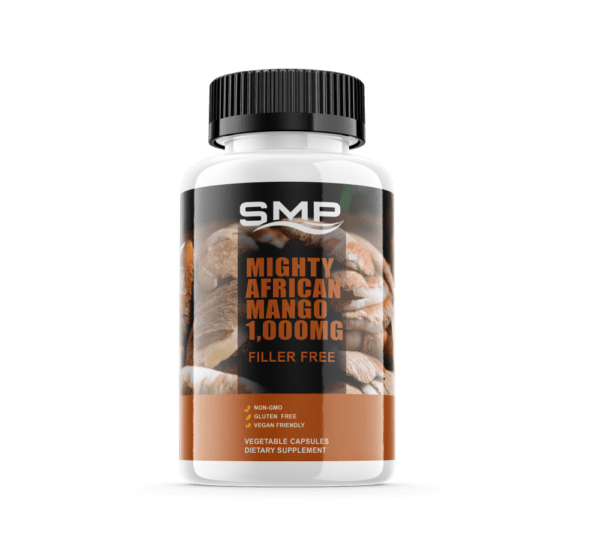 SMP
MIGHTY
AFRICAN
MANGO
1,000MG
FILLER FREE
NON-GMO
GLUTEN FREE
VEGAN FRIENDLY
VEGETABLE CAPSULES
DIETARY SUPPLEMENT